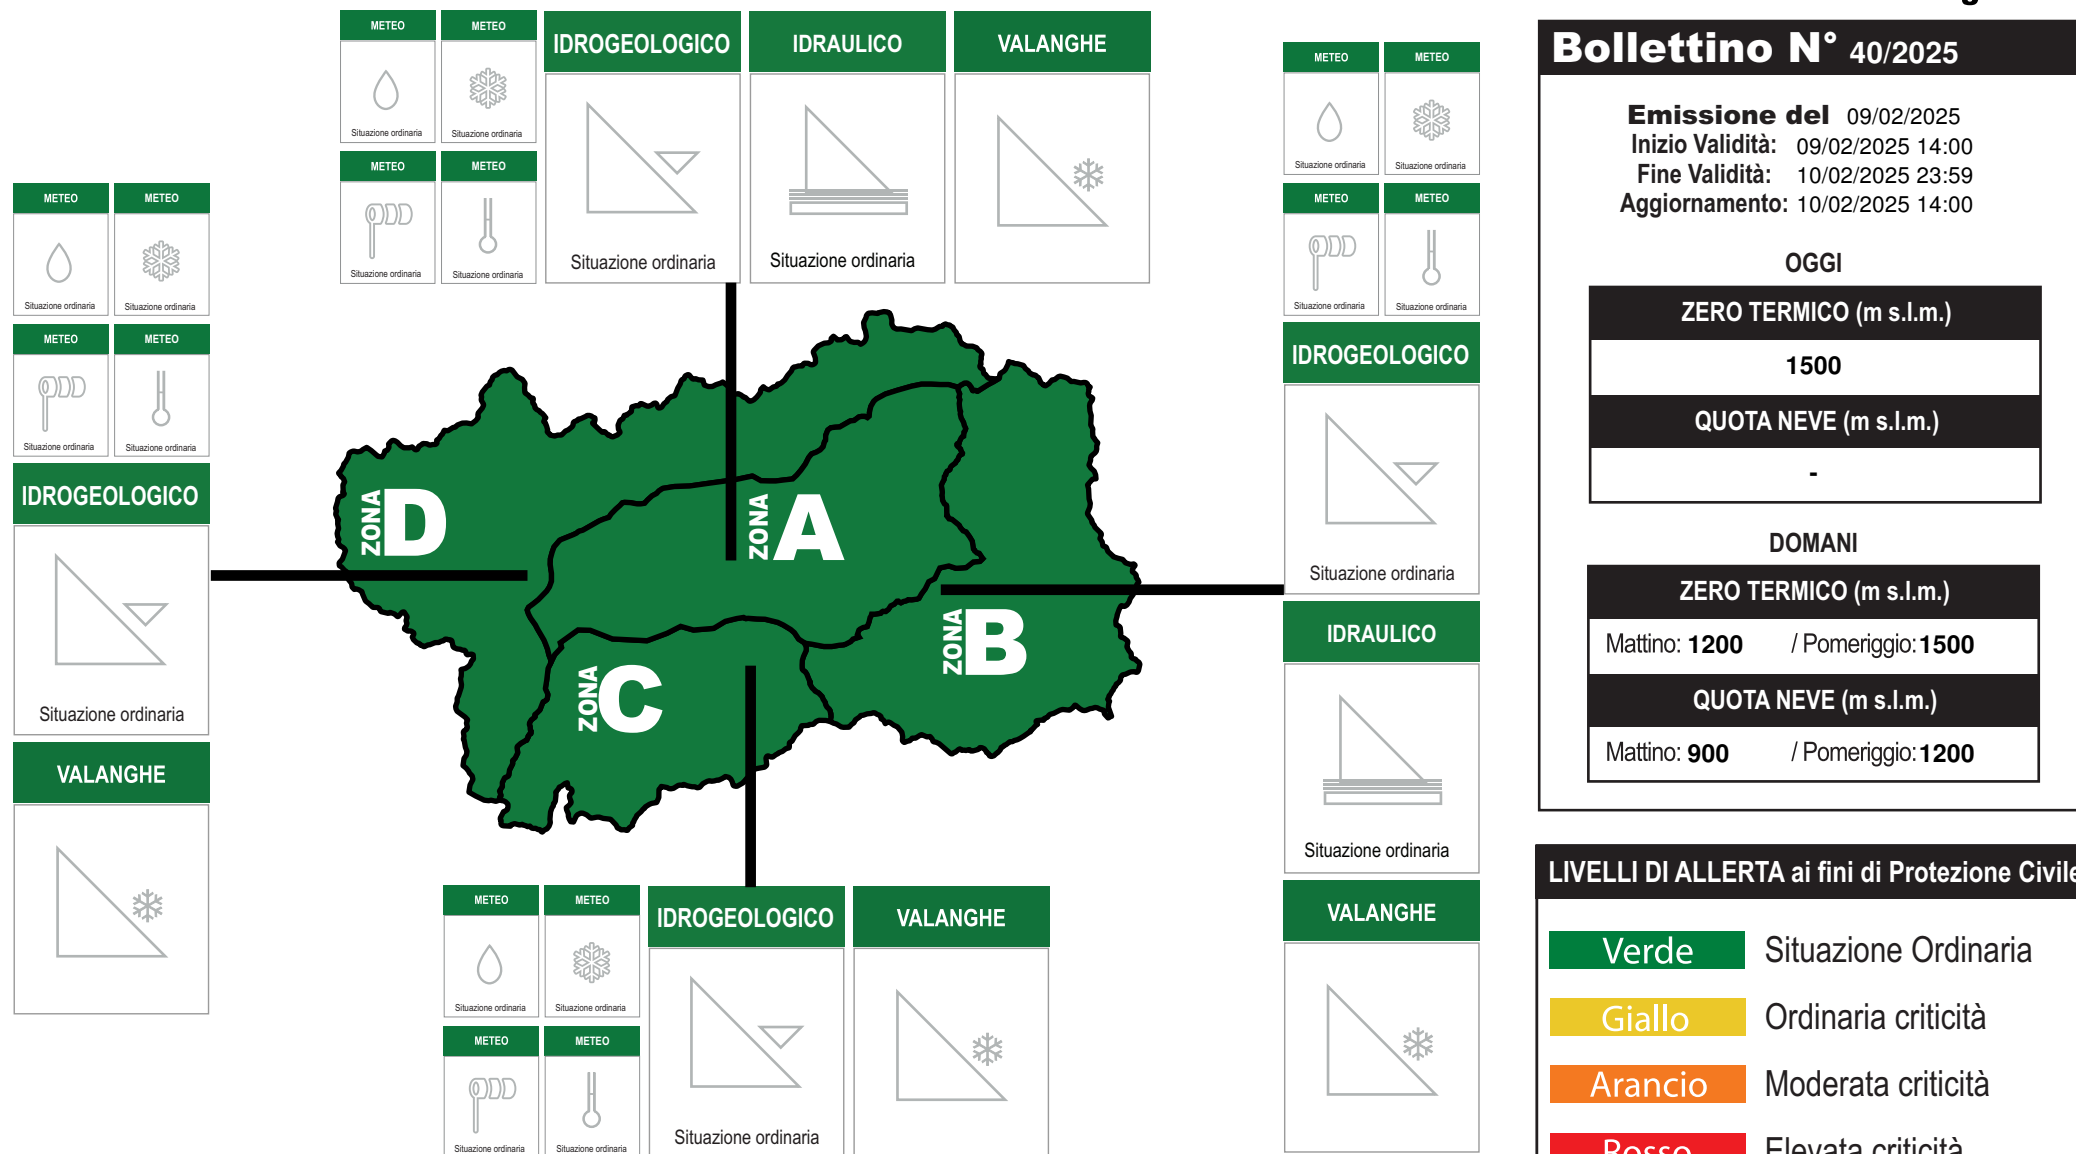 METEO
METEO
Situazione ordinaria
Situazione ordinaria
METEO
METEO
Situazione ordinaria
Situazione ordinaria
IDROGEOLOGICO
Situazione ordinaria
IDRAULICO
Situazione ordinaria
VALANGHE
METEO
METEO
Situazione ordinaria
Situazione ordinaria
METEO
METEO
Situazione ordinaria
Situazione ordinaria
IDROGEOLOGICO
Situazione ordinaria
VALANGHE
ZONA D
ZONA A
ZONA B
ZONA C
METEO
METEO
Situazione ordinaria
Situazione ordinaria
METEO
METEO
Situazione ordinaria
Situazione ordinaria
IDROGEOLOGICO
Situazione ordinaria
IDRAULICO
Situazione ordinaria
VALANGHE
METEO
METEO
Situazione ordinaria
Situazione ordinaria
METEO
METEO
Situazione ordinaria
Situazione ordinaria
IDROGEOLOGICO
Situazione ordinaria
VALANGHE
Bollettino N° 40/2025
Emissione del 09/02/2025
Inizio Validità: 09/02/2025 14:00
Fine Validità: 10/02/2025 23:59
Aggiornamento: 10/02/2025 14:00
OGGI
ZERO TERMICO (m s.l.m.)
1500
QUOTA NEVE (m s.l.m.)
-
DOMANI
ZERO TERMICO (m s.l.m.)
Mattino: 1200 / Pomeriggio: 1500
QUOTA NEVE (m s.l.m.)
Mattino: 900 / Pomeriggio: 1200
LIVELLI DI ALLERTA ai fini di Protezione Civile
Verde Situazione Ordinaria
Giallo Ordinaria criticità
Arancio Moderata criticità
Rosso Elevata criticità